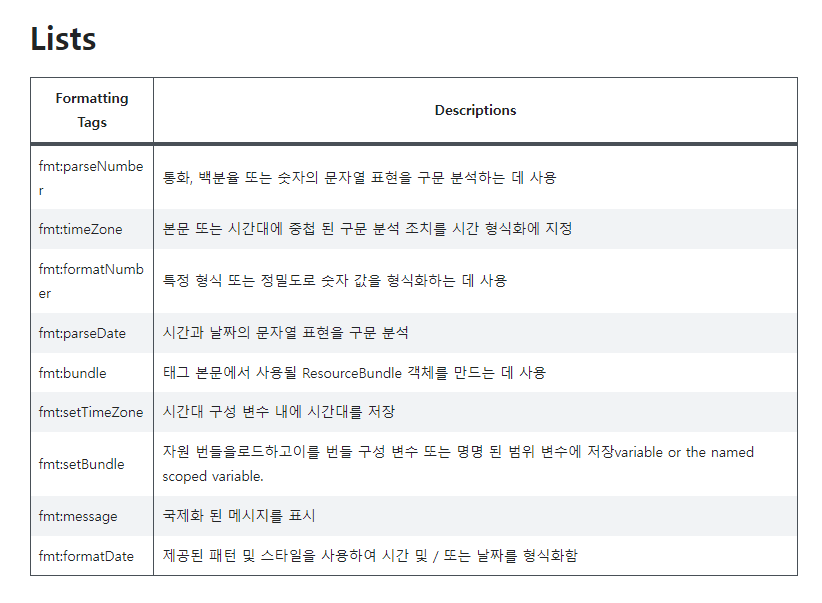 Lists
Formatting
Tags
Descriptions
fmt:parseNumbe
r
통화, 백분율 또는 숫자의 문자열 표현을 구문 분석하는 데 사용
fmt:timeZone
본문 또는 시간대에 중첩 된 구문 분석 조치를 시간 형식화에 지정
fmt:formatNumb
er
특정 형식 또는 정밀도로 숫자 값을 형식화하는 데 사용
fmt:parseDate
시간과 날짜의 문자열 표현을 구문 분석
fmt:bundle
태그 본문에서 사용될 ResourceBundle 객체를 만드는 데 사용
fmt:setTimeZone
시간대 구성 변수 내에 시간대를 저장
fmt:setBundle
자원 번들을로드하고이를 번들 구성 변수 또는 명명 된 범위 변수에 저장variable or the named
scoped variable.
fmt:message
국제화 된 메시지를 표시
fmt:formatDate
제공된 패턴 및 스타일을 사용하여 시간 및 / 또는 날짜를 형식화함